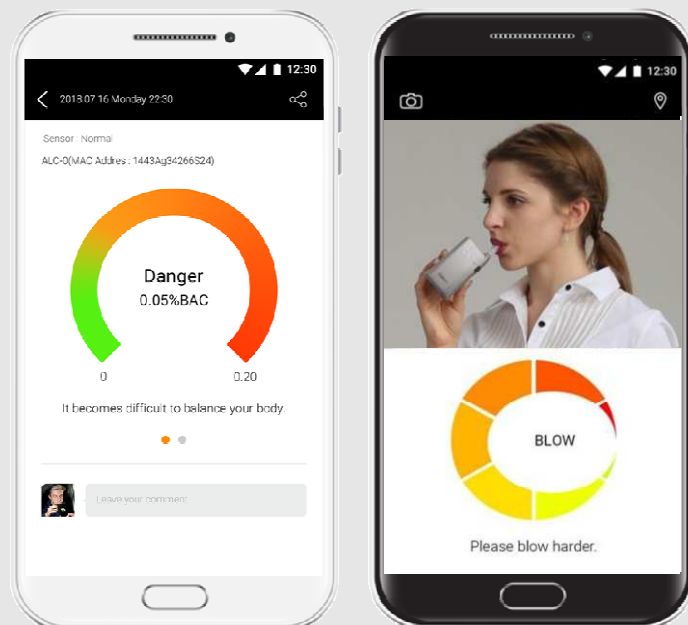 12:30
2018.07.16 Monday 22:30
Sensor : Normal
ALC-0(MAC Addres : 1443Ag34266S24)
Danger
0.05%BAC
0
0.20
It becomes difficult to balance your body.
Leave your comment
12:30
BLOW
Please blow harder.